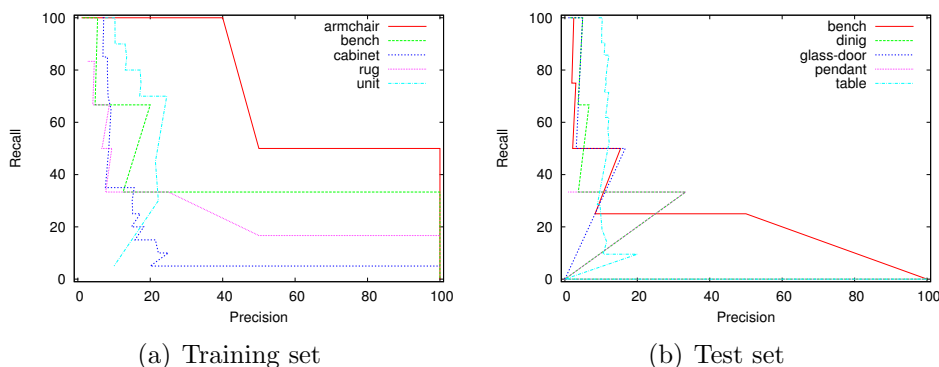 armchair
bench
cabinet
rug
unit
100
80
60
40
20
0
Recall
0 20 40 60 80 100
Precision
(a) Training set
bench
dinig
glass-door
pendant
table
100
80
60
40
20
0
Recall
0 20 40 60 80 100
Precision
(b) Test set